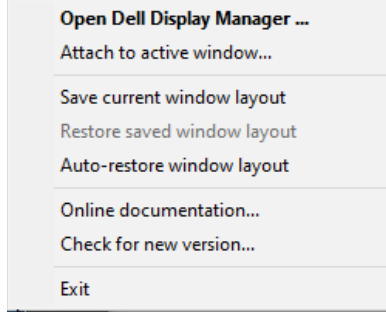 Open Dell Display Manager ...
Attach to active window...
Save current window layout
Restore saved window layout
Auto-restore window layout
Online documentation...
Check for new version...
Exit